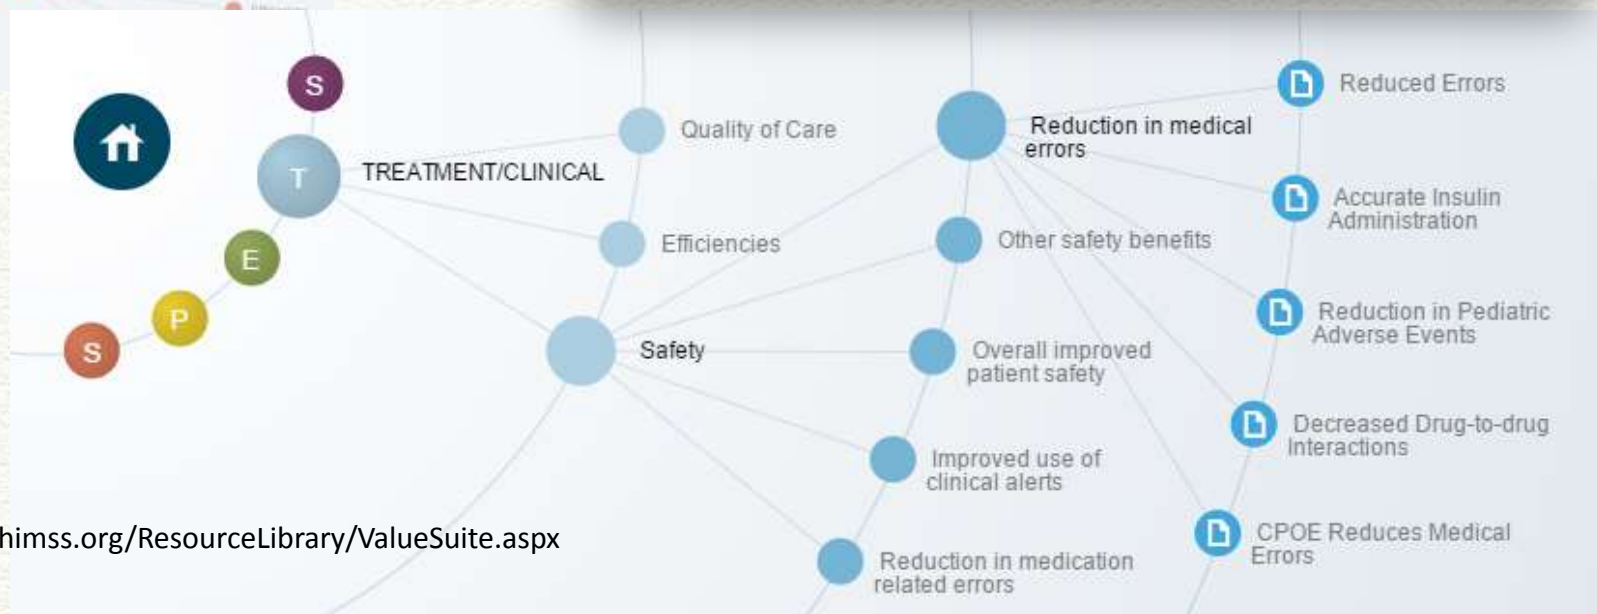 S
T
E
P
S
TREATMENT/CLINICAL
Quality of Care
Efficiencies
Safety
Reduction in medical
errors
Other safety benefits
Overall improved
patient safety
Improved use of
clinical alerts
Reduction in medication
related errors
Reduced Errors
Accurate Insulin
Administration
Reduction in Pediatric
Adverse Events
Decreased Drug-to-drug
Interactions
CPOE Reduces Medical
Errors
himss.org/ResourceLibrary/ValueSuite.aspx